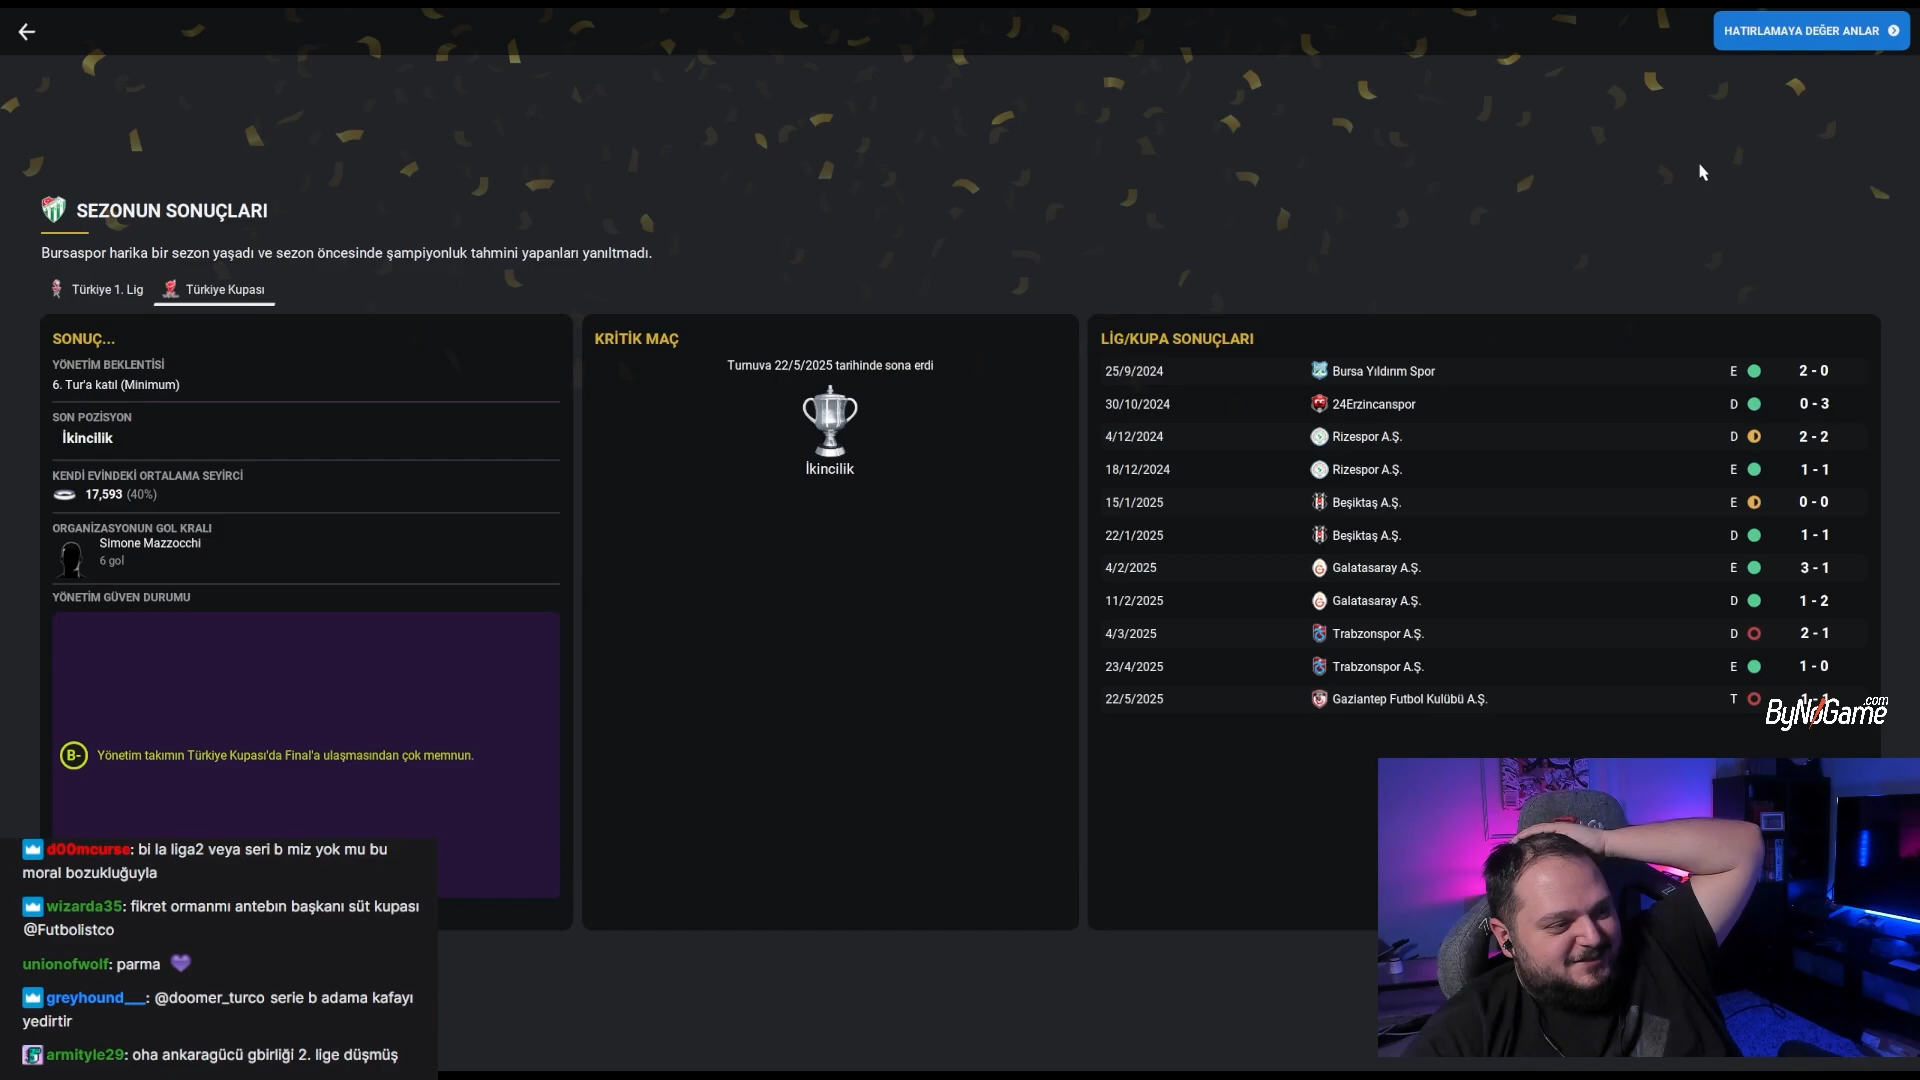 HATIRLAMAYA DEĞER ANLAR
SEZONUN SONUÇLARI
Bursaspor harika bir sezon yaşadı ve sezon öncesinde şampiyonluk tahmini yapanları yanıltmadı.
Türkiye 1. Lig
Türkiye Kupası
SONUÇ...
YÖNETİM BEKLENTİSİ
6. Tur'a katıl (Minimum)
SON POZİSYON
İkincilik
KENDİ EVİNDEKİ ORTALAMA SEYİRCİ
17,593 (40%)
ORGANİZASYONUN GOL KRALI
Simone Mazzocchi
6 gol
YÖNETİM GÜVEN DURUMU
B- Yönetim takımın Türkiye Kupası'da Final'a ulaşmasından çok memnun.
KRİTİK MAÇ
Turnuva 22/5/2025 tarihinde sona erdi
İkincilik
LİG/KUPA SONUÇLARI
25/9/2024 Bursa Yıldırım Spor E 2 - 0
30/10/2024 24Erzincanspor D 0 - 3
4/12/2024 Rizespor A.Ş. D 2 - 2
18/12/2024 Rizespor A.Ş. E 1 - 1
15/1/2025 Beşiktaş A.Ş. E 0 - 0
22/1/2025 Beşiktaş A.Ş. D 1 - 1
4/2/2025 Galatasaray A.Ş. E 3 - 1
11/2/2025 Galatasaray A.Ş. D 1 - 2
4/3/2025 Trabzonspor A.Ş. D 2 - 1
23/4/2025 Trabzonspor A.Ş. E 1 - 0
22/5/2025 Gaziantep Futbol Kulübü A.Ş. T
ByNoGame.com
d00mcurse: bi la liga2 veya seri b miz yok mu bu
moral bozukluğuyla
wizarda35: fikret ormanmı antebın başkanı süt kupası
@Futbolistco
unionofwolf: parma
greyhound___: @doomer_turco serie b adama kafayı
yedirtir
armityle29: oha ankaragücü gbirliği 2. lige düşmüş